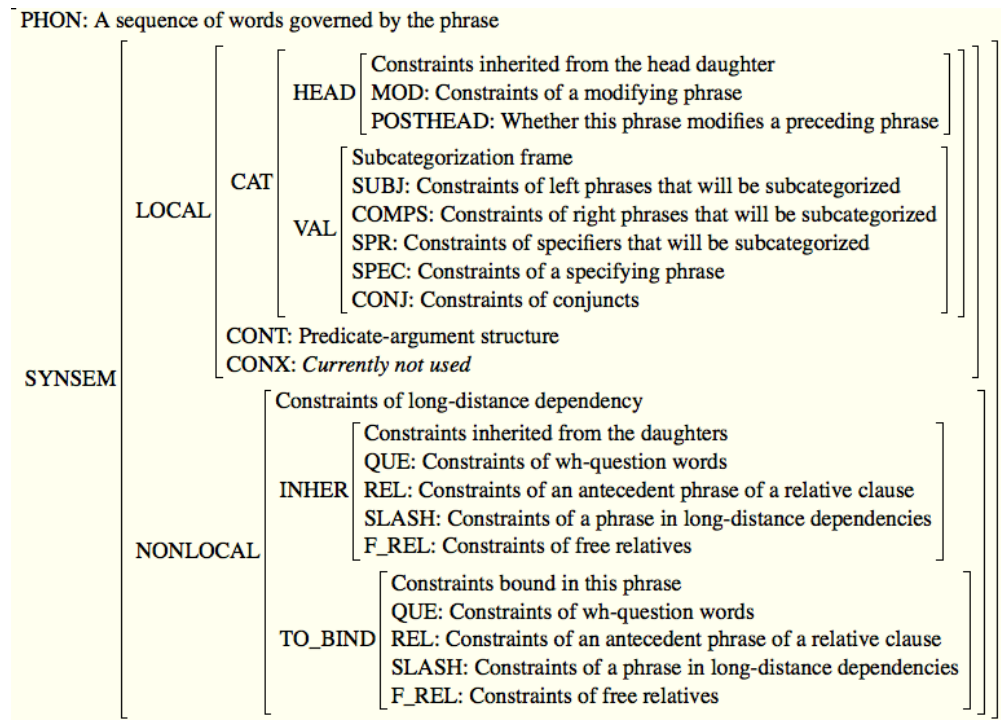 PHON: A sequence of words governed by the phrase
Constraints inherited from the head daughter
HEAD MOD: Constraints of a modifying phrase
POSTHEAD: Whether this phrase modifies a preceding phrase
Subcategorization frame
CAT SUBJ: Constraints of left phrases that will be subcategorized
LOCAL COMPS: Constraints of right phrases that will be subcategorized
VAL SPR: Constraints of specifiers that will be subcategorized
SPEC: Constraints of a specifying phrase
CONJ: Constraints of conjuncts
CONT: Predicate-argument structure
CONX: Currently not used
SYNSEM
Constraints of long-distance dependency
Constraints inherited from the daughters
QUE: Constraints of wh-question words
INHER REL: Constraints of an antecedent phrase of a relative clause
SLASH: Constraints of a phrase in long-distance dependencies
F_REL: Constraints of free relatives
NONLOCAL
Constraints bound in this phrase
QUE: Constraints of wh-question words
TO_BIND REL: Constraints of an antecedent phrase of a relative clause
SLASH: Constraints of a phrase in long-distance dependencies
F_REL: Constraints of free relatives